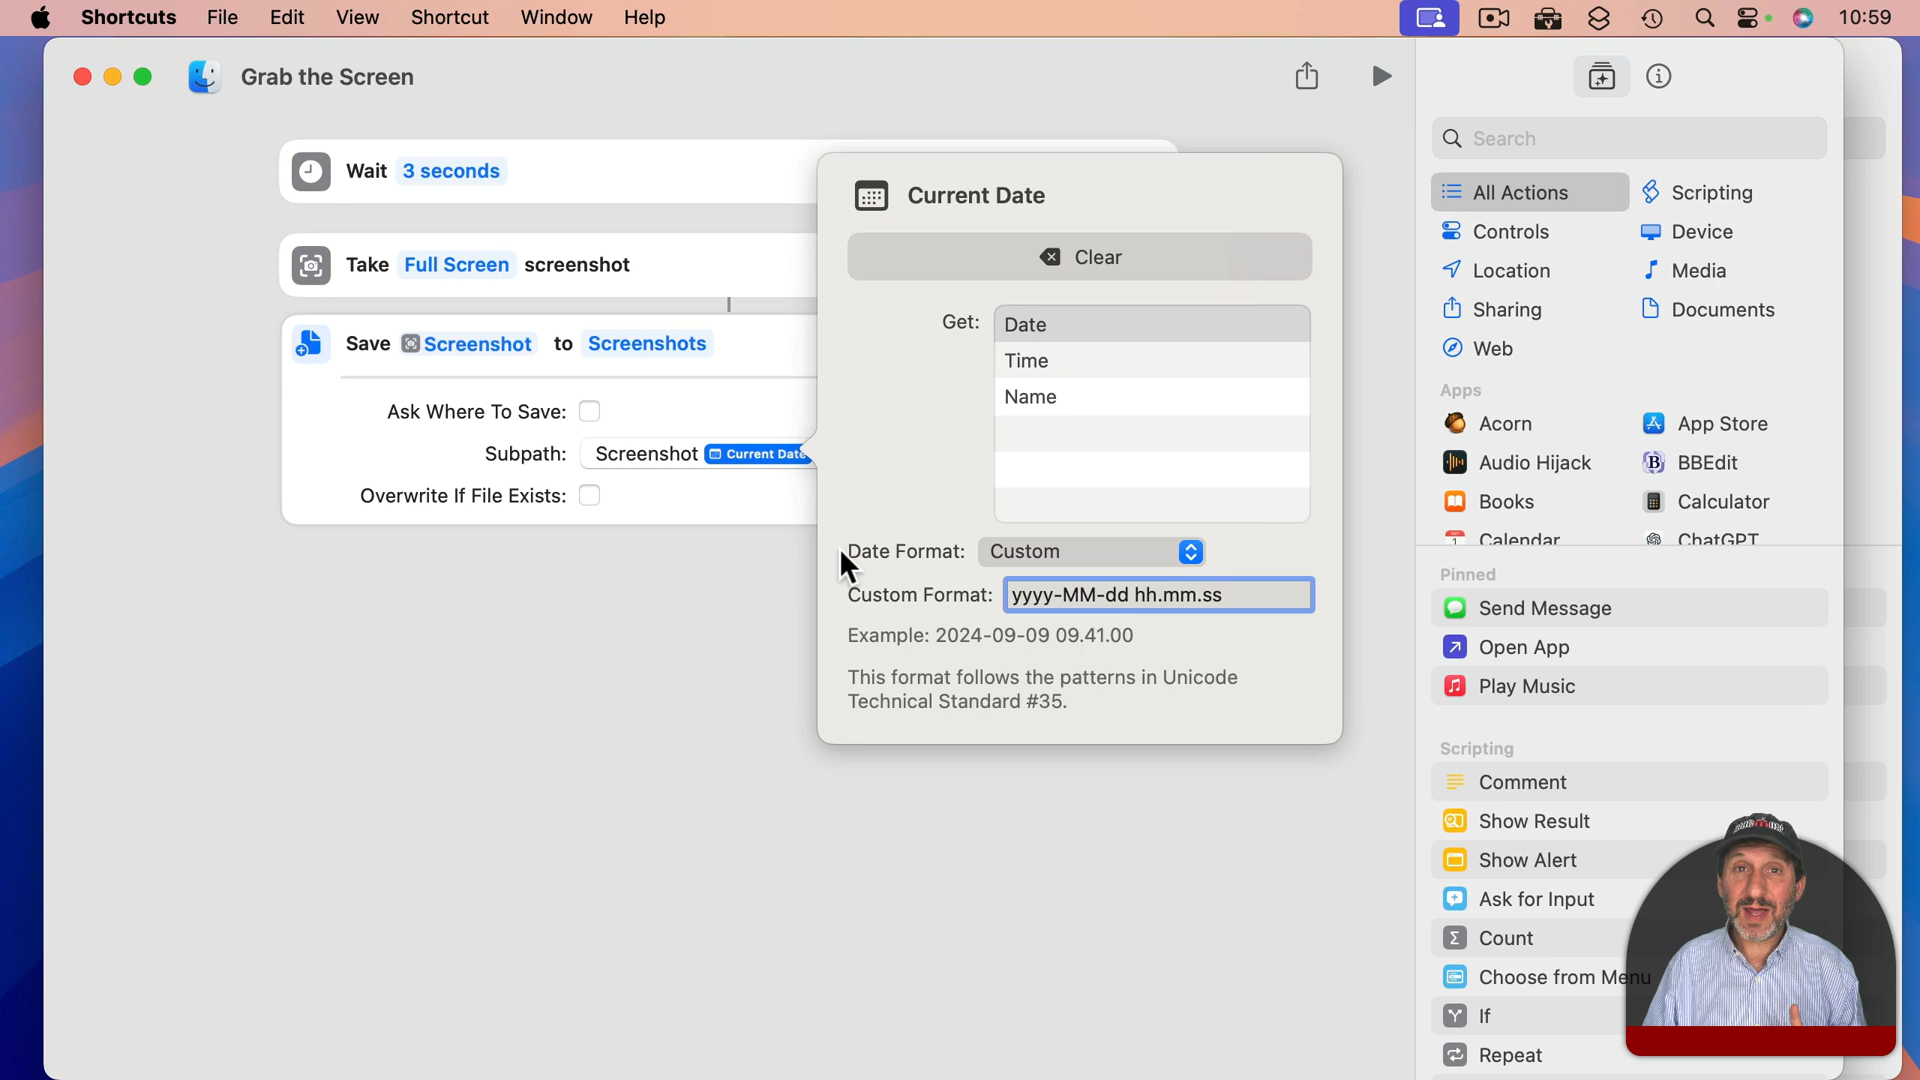 Shortcuts File Edit View Shortcut Window Help 10:59
Grab the Screen
Wait 3 seconds
Take Full Screen screenshot
Save Screenshot to Screenshots
Ask Where To Save:
Subpath: Screenshot Current Date
Overwrite If File Exists:
Current Date
Clear
Get: Date
Time
Name
Date Format: Custom
Custom Format: yyyy-MM-dd hh.mm.ss
Example: 2024-09-09 09.41.00
This format follows the patterns in Unicode
Technical Standard #35.
Search
All Actions Scripting
Controls Device
Location Media
Sharing Documents
Web
Apps
Acorn App Store
Audio Hijack BBEdit
Books Calculator
Calendar ChatGPT
Pinned
Send Message
Open App
Play Music
Scripting
Comment
Show Result
Show Alert
Ask for Input
Count
Choose from Menu
If
Repeat